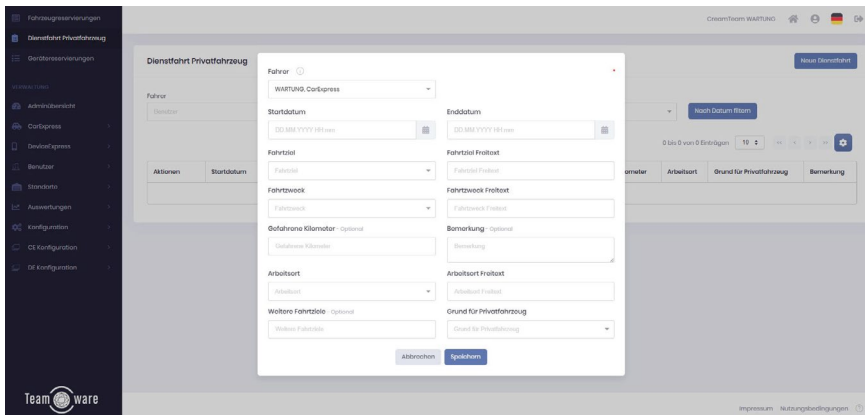 Fahrzeugreservierungen
Dienstfahrt Privatfahrzeug
Gerätereservierungen
VERWALTUNG
Adminübersicht
CarExpress
DeviceExpress
Benutzer
Standorte
Auswertungen
Konfiguration
CE Konfiguration
DE Konfiguration
Team ware
CreamTeam WARTUNG
Dienstfahrt Privatfahrzeug
Neue Dienstfahrt
Fahrer
Benutzer
Nach Datum filtern
0 bis 0 von 0 Einträgen 10
Aktionen Startdatum ometer Arbeitsort Grund für Privatfahrzeug Bemerkung
Fahrer
WARTUNG, CarExpress
Startdatum Enddatum
DD.MM.YYYY HH:mm DD.MM.YYYY HH:mm
Fahrtziel Fahrtziel Freitext
Fahrtziel Fahrtziel Freitext
Fahrtzweck Fahrtzweck Freitext
Fahrtzweck Fahrtzweck Freitext
Gefahrene Kilometer - Optional Bemerkung - Optional
Gefahrene Kilometer Bemerkung
Arbeitsort Arbeitsort Freitext
Arbeitsort Arbeitsort Freitext
Weitere Fahrtziele - Optional Grund für Privatfahrzeug
Weitere Fahrtziele Grund für Privatfahrzeug
Abbrechen Speichern
Impressum Nutzungsbedingungen